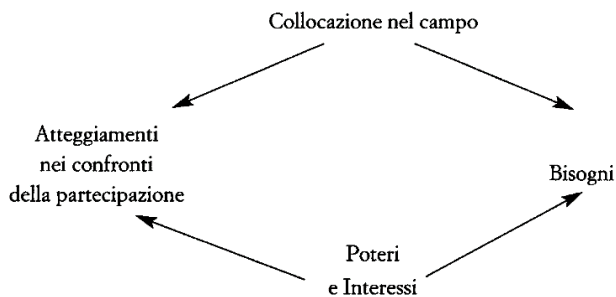 Collocazione nel campo
Atteggiamenti
nei confronti
della partecipazione
Bisogni
Poteri
e Interessi